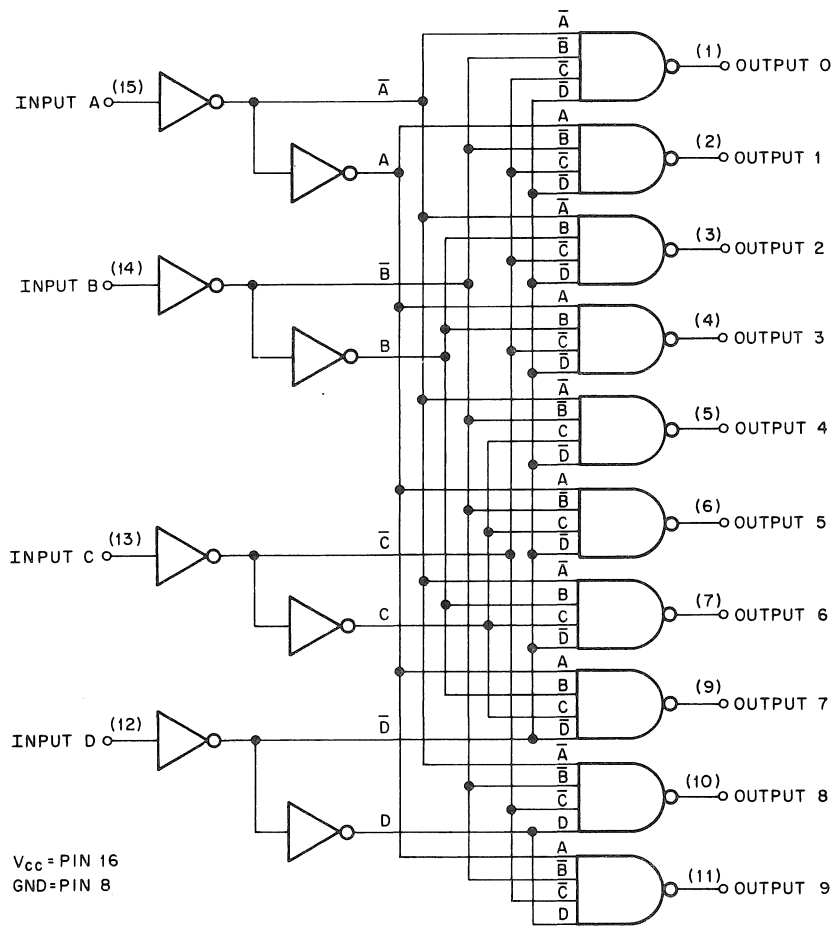 A̅
B̅
C̅
D̅
(1)
OUTPUT 0
INPUT A
(15)
A̅
A
B̅
C̅
D̅
(2)
OUTPUT 1
A
A̅
B
C̅
D̅
(3)
OUTPUT 2
INPUT B
(14)
B̅
A
B
C̅
D̅
(4)
OUTPUT 3
B
A̅
B̅
C
D̅
(5)
OUTPUT 4
A
B̅
C
D̅
(6)
OUTPUT 5
INPUT C
(13)
C̅
A̅
B
C
D̅
(7)
OUTPUT 6
C
A
B
C
D̅
(9)
OUTPUT 7
INPUT D
(12)
D̅
A̅
B̅
C̅
D
(10)
OUTPUT 8
D
A
B̅
C̅
D
(11)
OUTPUT 9
VCC = PIN 16
GND = PIN 8